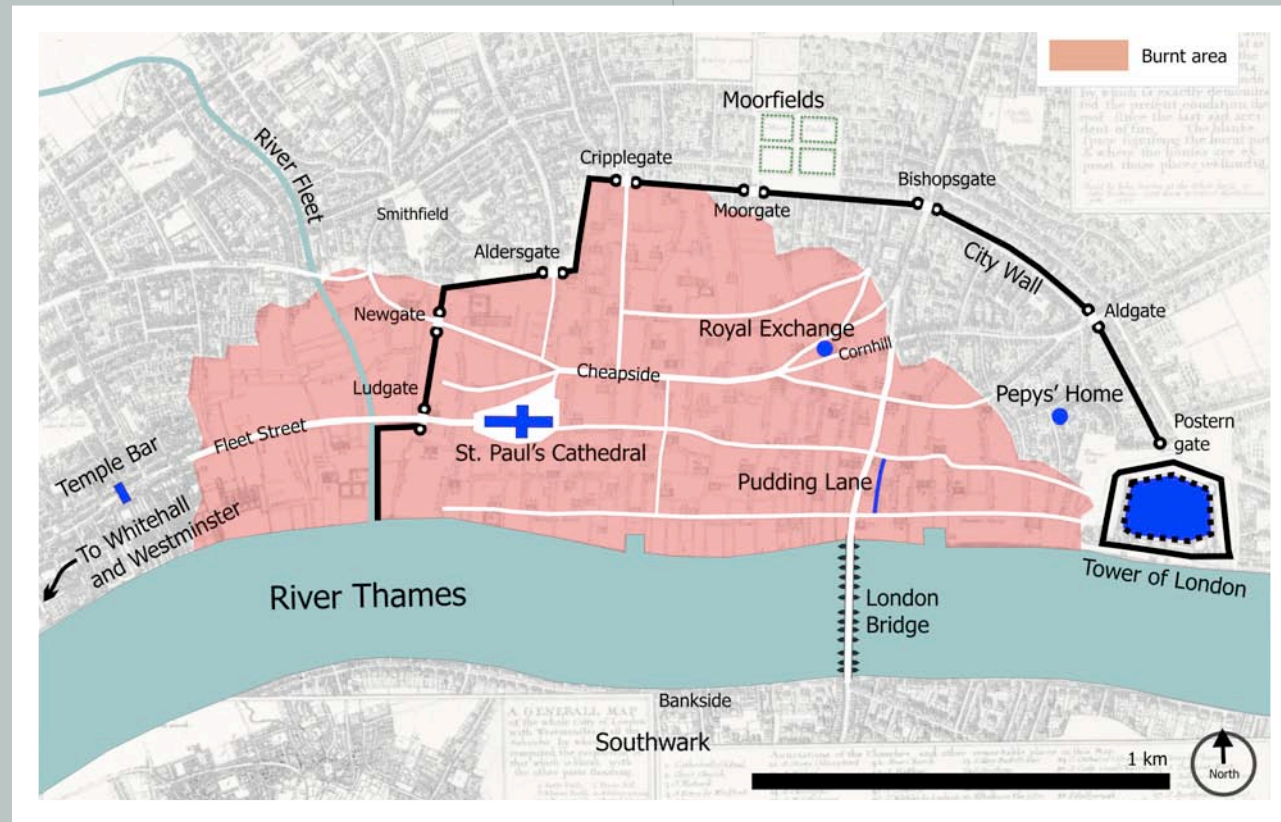 Burnt area
Moorfields
River Fleet
Cripplegate
Bishopsgate
Smithfield
Moorgate
Aldersgate
City Wall
Newgate
Royal Exchange
Aldgate
Cornhill
Cheapside
Ludgate
Pepys' Home
Fleet Street
St. Paul's Cathedral
Postern
gate
Temple Bar
Pudding Lane
To Whitehall
and Westminster
Tower of London
River Thames
London
Bridge
Bankside
Southwark
A GENERALL MAP
1 km
North